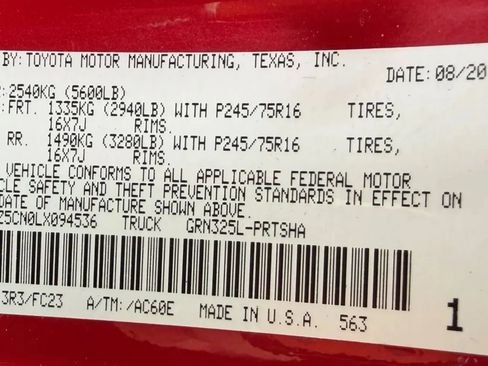 BY: TOYOTA MOTOR MANUFACTURING, TEXAS, INC.
DATE: 08/20
:2540KG (5600LB)
:FRT. 1335KG (2940LB) WITH P245/75R16 TIRES,
16X7J RIMS.
RR. 1490KG (3280LB) WITH P245/75R16 TIRES,
16X7J RIMS.
VEHICLE CONFORMS TO ALL APPLICABLE FEDERAL MOTOR
CLE SAFETY AND THEFT PREVENTION STANDARDS IN EFFECT ON
DATE OF MANUFACTURE SHOWN ABOVE.
Z5CN0LX094536 TRUCK GRN325L-PRTSHA
3R3/FC23 A/TM:/AC60E MADE IN U.S.A. 563 1